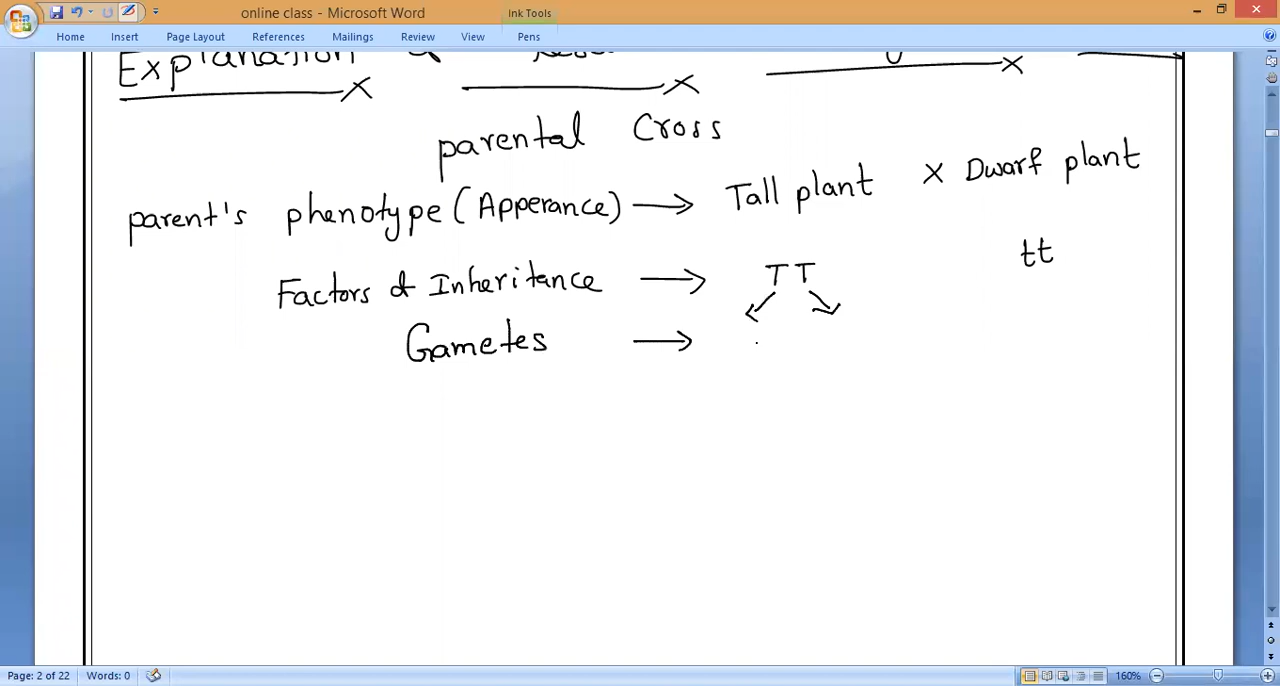 online class - Microsoft Word
Ink Tools
Home Insert Page Layout References Mailings Review View Pens
Explanation
parental Cross
parent's phenotype (Apperance) → Tall plant × Dwarf plant
Factors of Inheritance → TT tt
Gametes →
Page: 2 of 22 Words: 0 160%